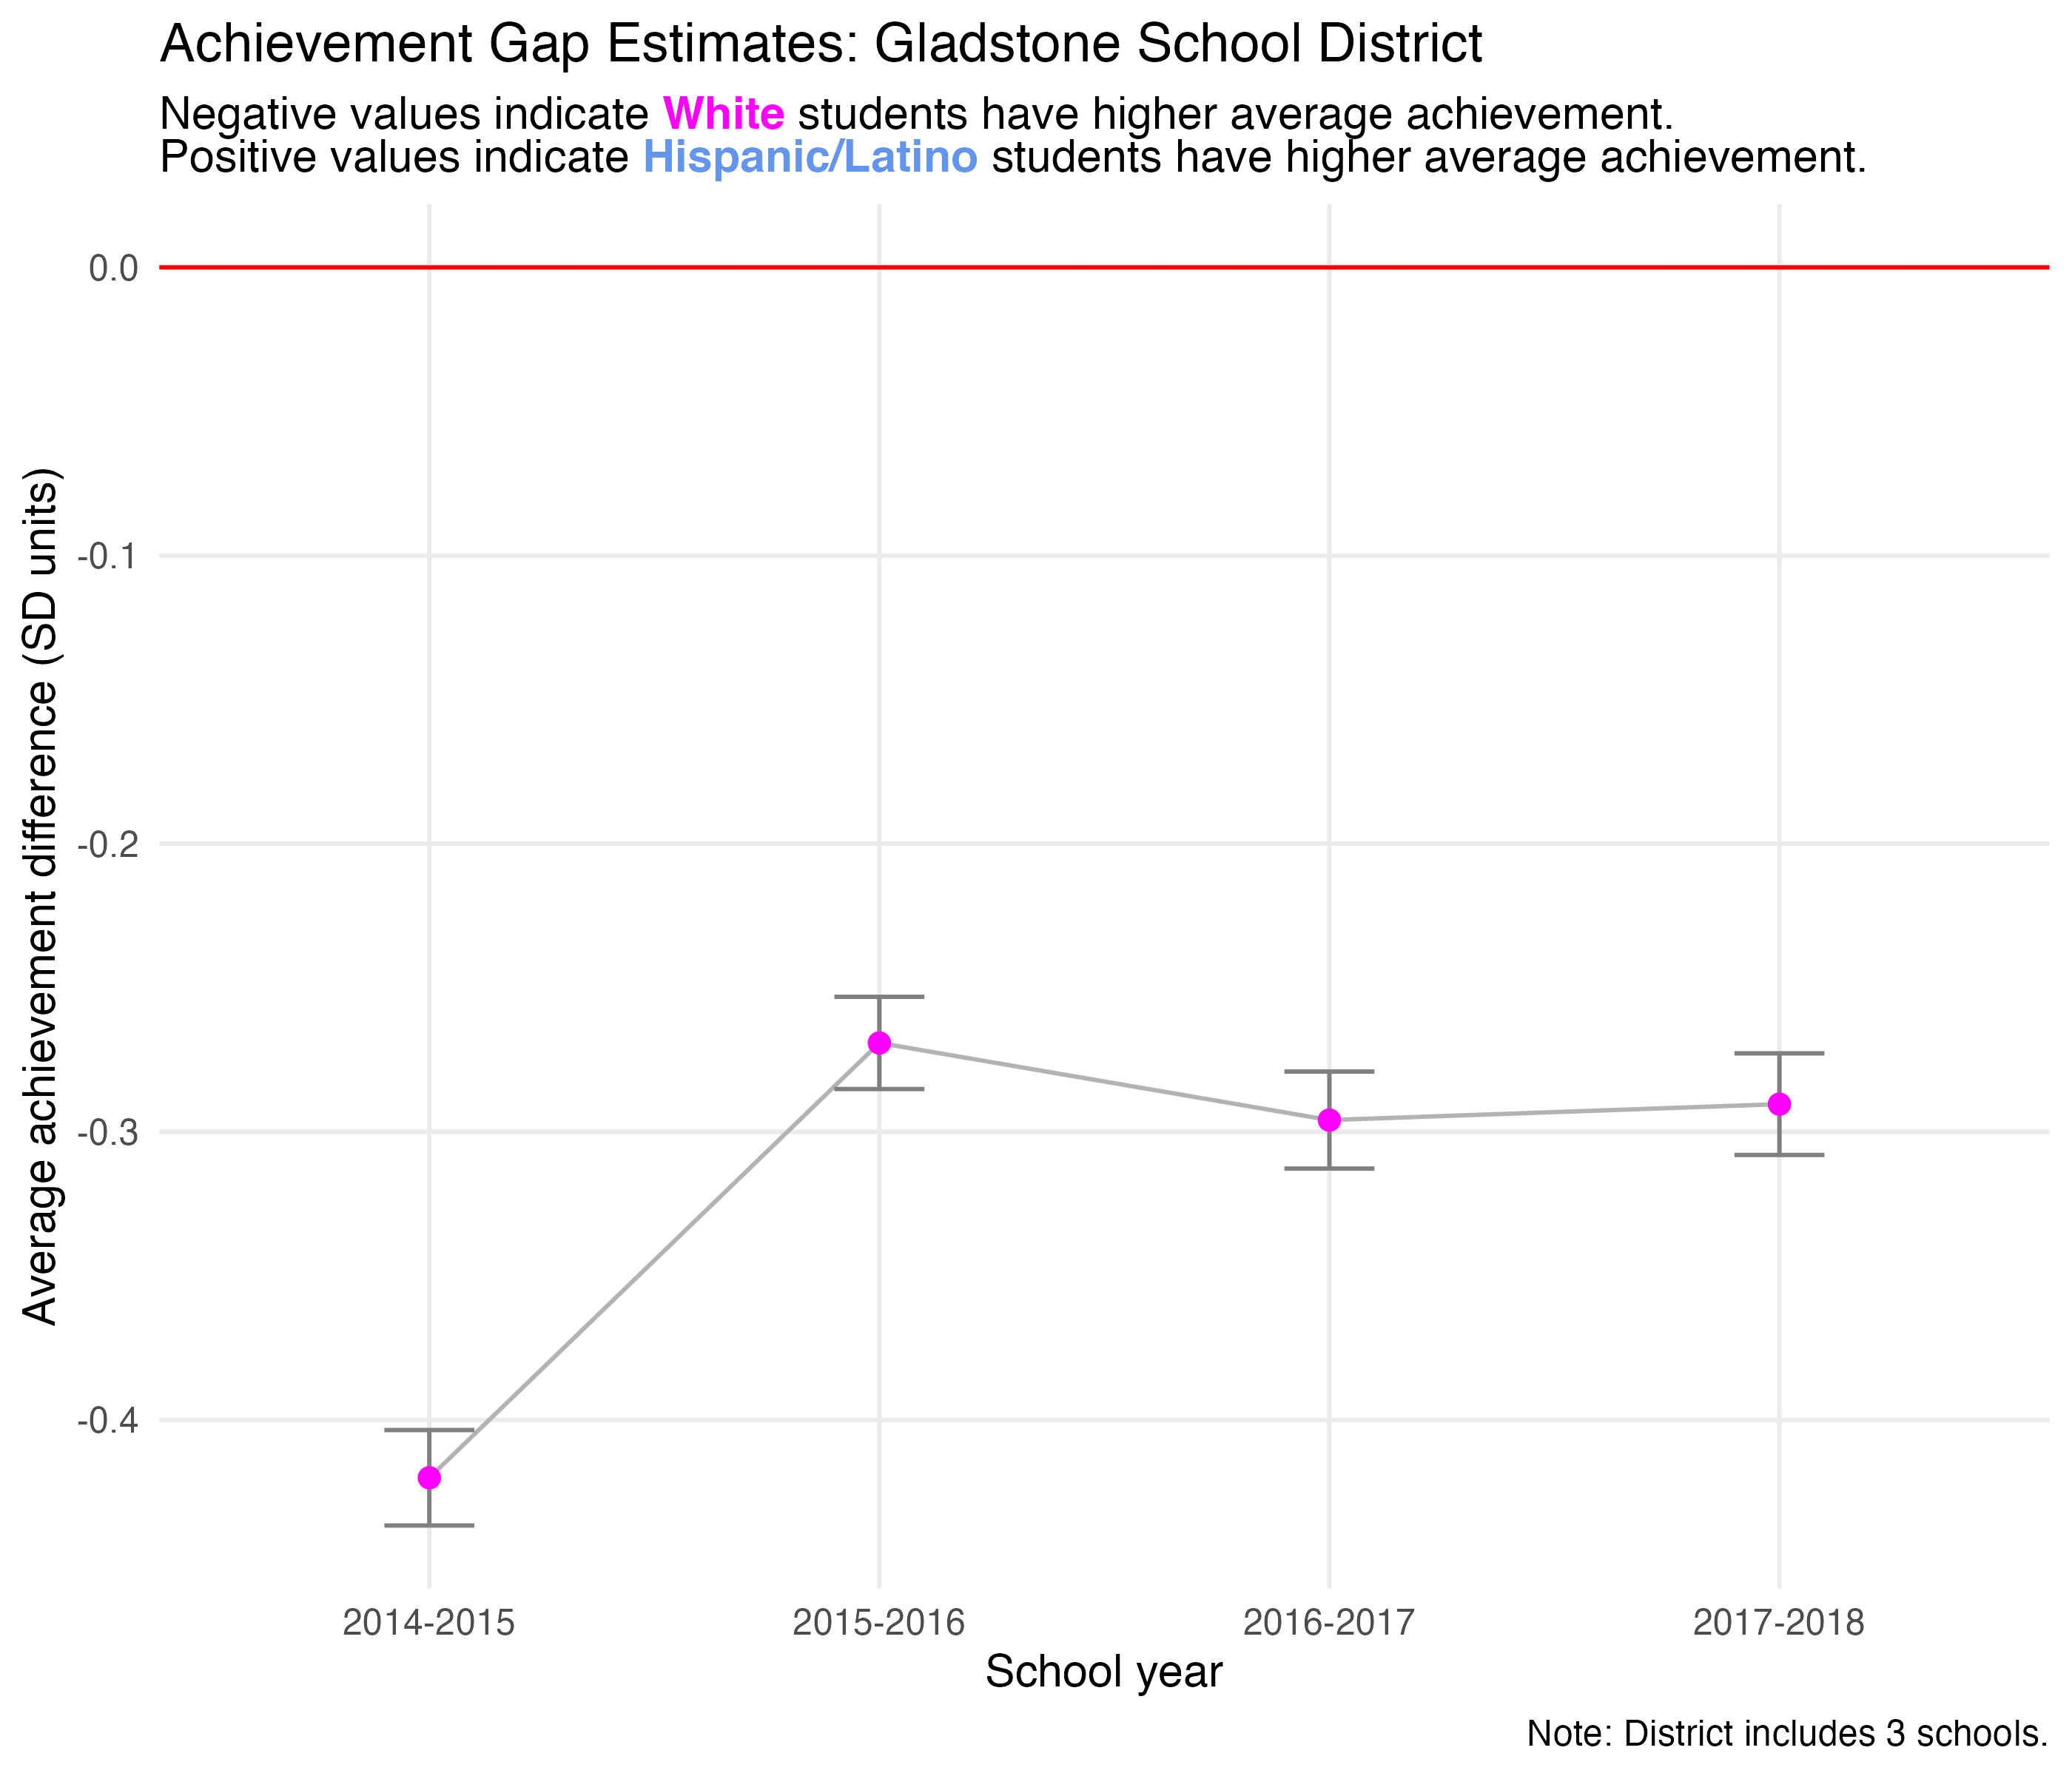 Achievement Gap Estimates: Gladstone School District
Negative values indicate White students have higher average achievement.
Positive values indicate Hispanic/Latino students have higher average achievement.
Average achievement difference (SD units)
0.0
-0.1
-0.2
-0.3
-0.4
2014-2015
2015-2016
2016-2017
2017-2018
School year
Note: District includes 3 schools.